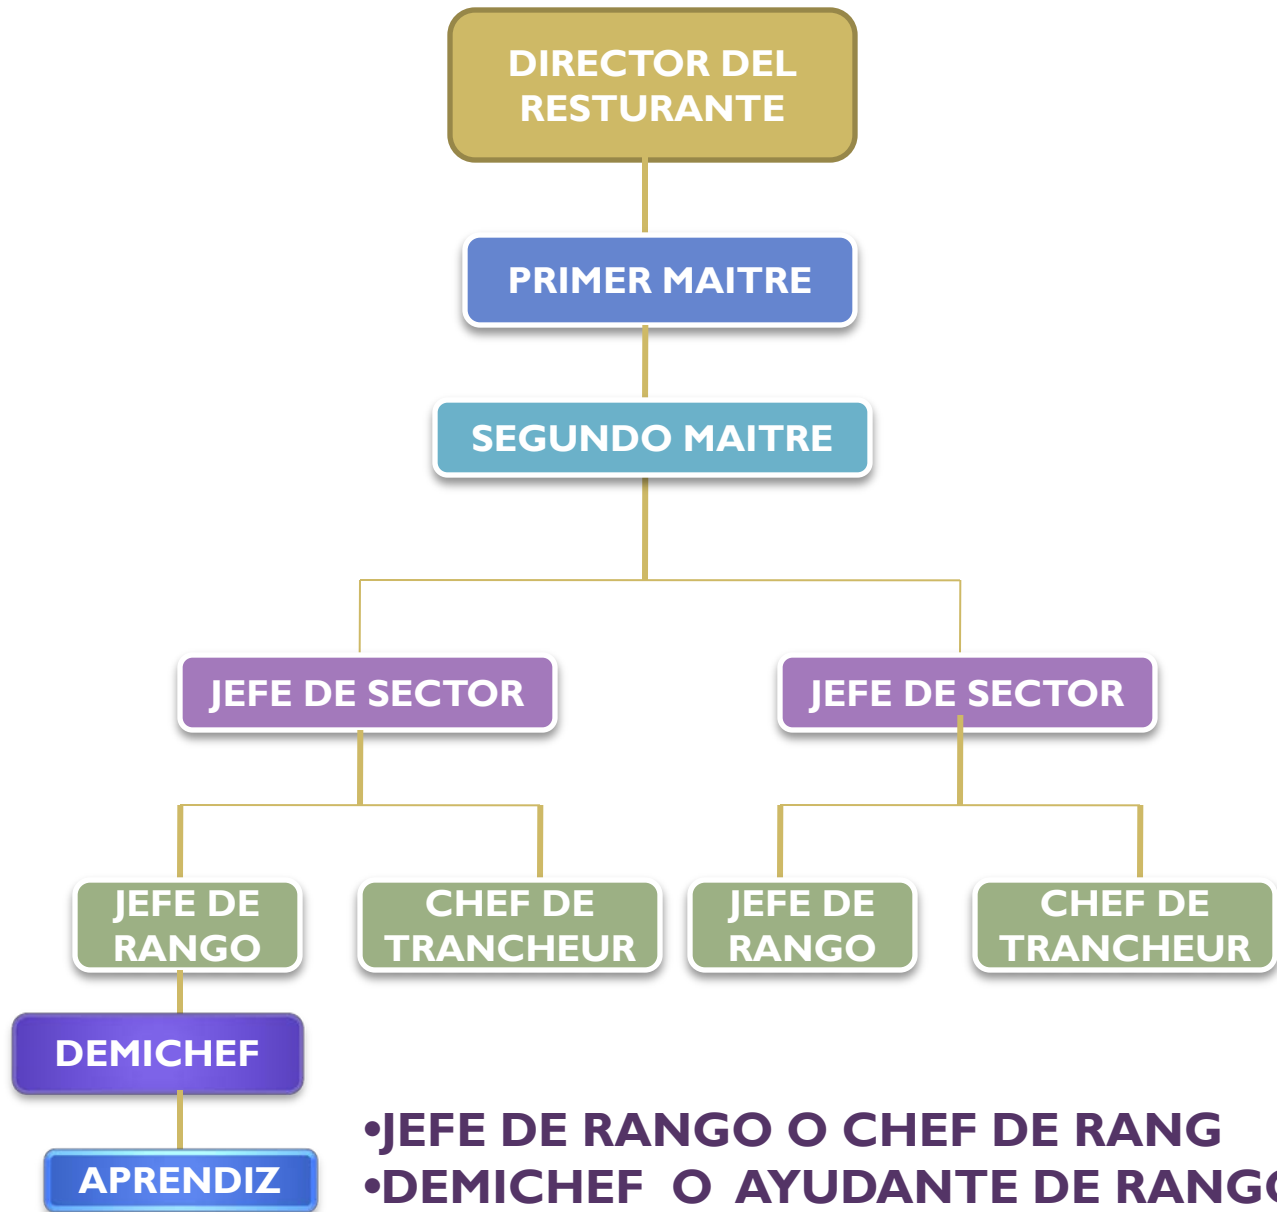 DIRECTOR DEL
RESTURANTE
PRIMER MAITRE
SEGUNDO MAITRE
JEFE DE SECTOR
JEFE DE SECTOR
JEFE DE
RANGO
CHEF DE
TRANCHEUR
JEFE DE
RANGO
CHEF DE
TRANCHEUR
DEMICHEF
APRENDIZ
•JEFE DE RANGO O CHEF DE RANG
•DEMICHEF O AYUDANTE DE RANGO